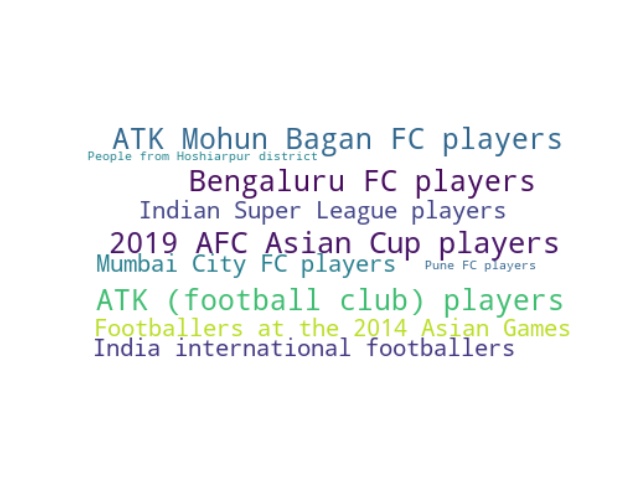 ATK Mohun Bagan FC players
People from Hoshiarpur district
Bengaluru FC players
Indian Super League players
2019 AFC Asian Cup players
Mumbai City FC players
Pune FC players
ATK (football club) players
Footballers at the 2014 Asian Games
India international footballers